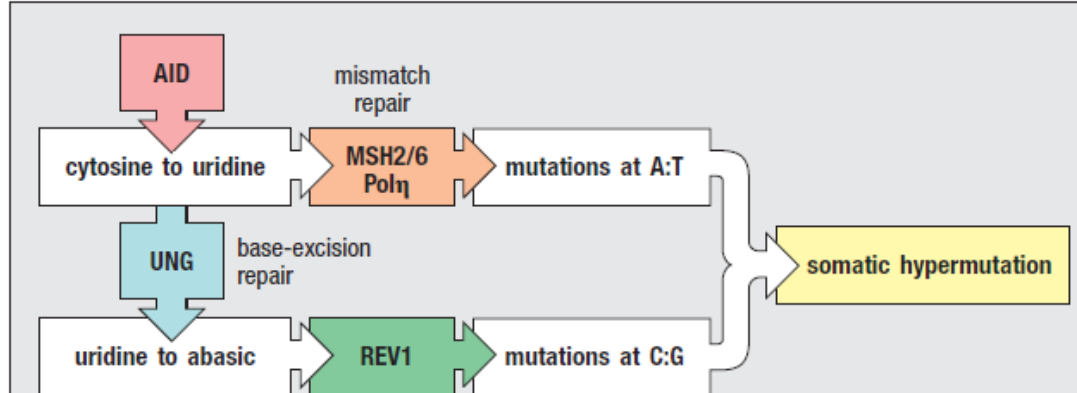 AID
mismatch
repair
cytosine to uridine
MSH2/6
Polη
mutations at A:T
UNG
base-excision
repair
somatic hypermutation
uridine to abasic
REV1
mutations at C:G